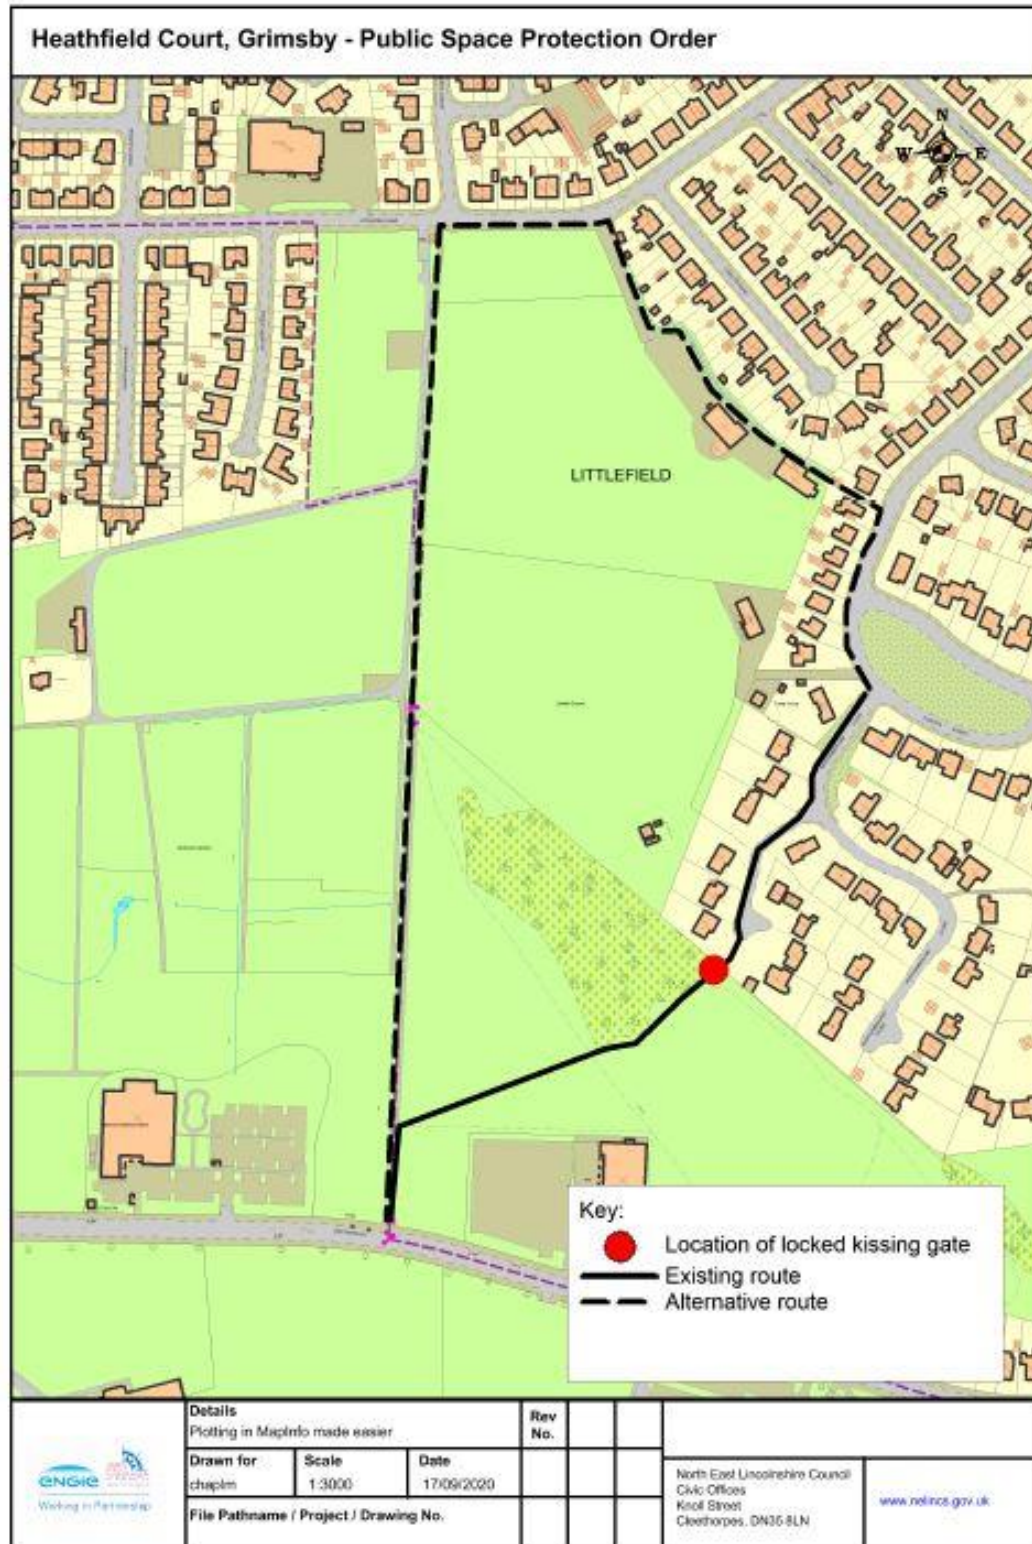 Heathfield Court, Grimsby - Public Space Protection Order
N
W
E
S
LITTLEFIELD
Key:
Location of locked kissing gate
Existing route
Alternative route
Details
Plotting in MapInfo made easier
Rev
No.
Drawn for
chaplm
Scale
1:3000
Date
17/09/2020
File Pathname / Project / Drawing No.
ENGIE
Working in Partnership
North East Lincolnshire Council
Civic Offices
Knoll Street
Cleethorpes, DN35 8LN
www.nelincs.gov.uk